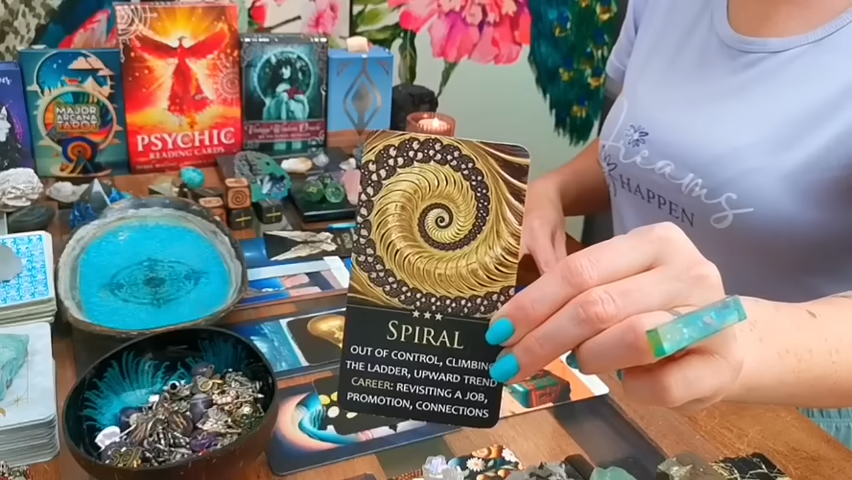 MAJOR
ARCANA
TAROT
PSYCHIC
READING CARDS
dreams
HAPPEN
SPIRAL
OUT OF CONTROL, CLIMBING
THE LADDER, UPWARD TREND
CAREER: REVISITING A JOB,
PROMOTION, CONNECTIONS